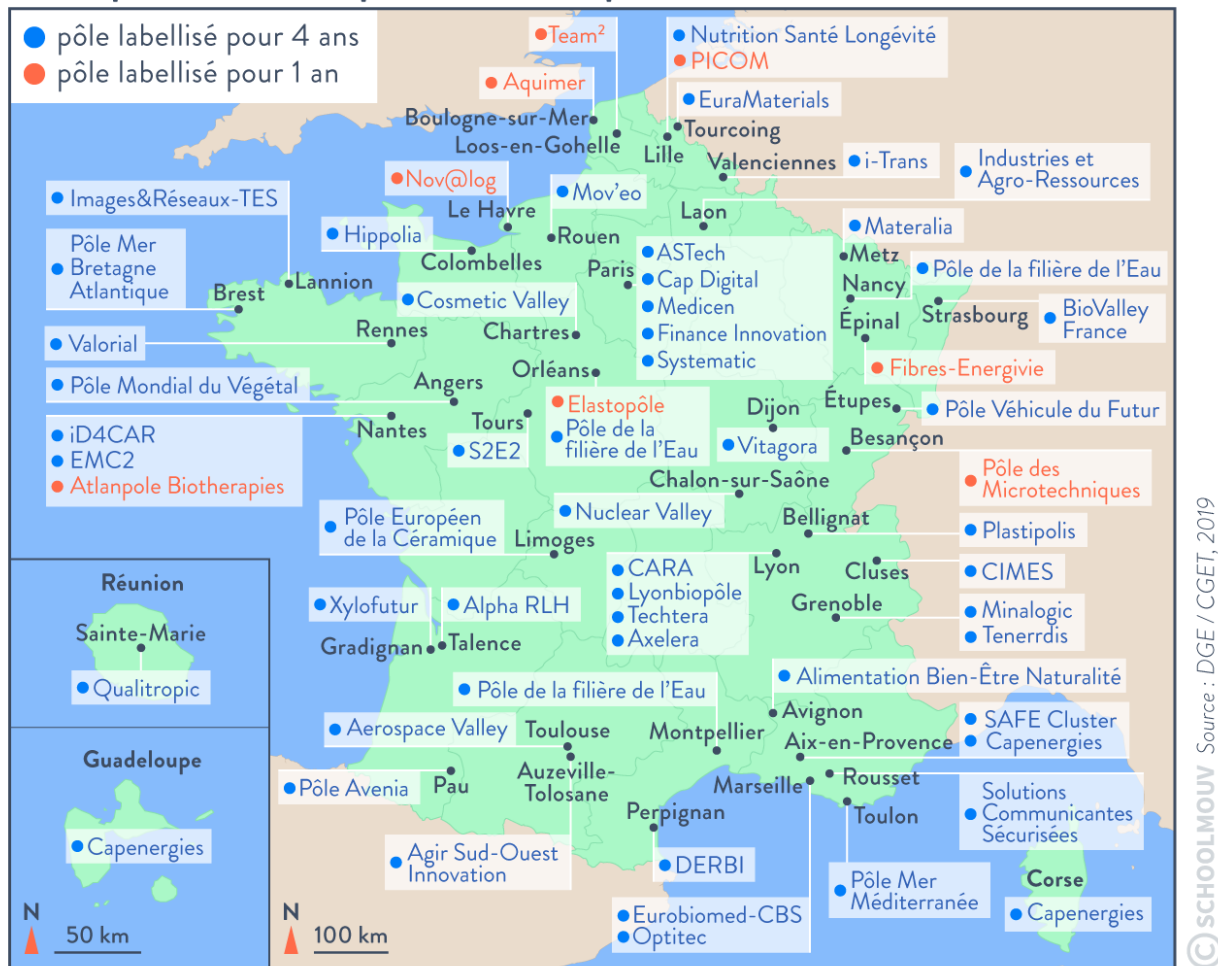 pôle labellisé pour 4 ans
pôle labellisé pour 1 an
Team²
Nutrition Santé Longévité
PICOM
Aquimer
EuraMaterials
Boulogne-sur-Mer
Loos-en-Gohelle
Lille
Tourcoing
Valenciennes
i-Trans
Industries et
Agro-Ressources
Nov@log
Mov'eo
Images&Réseaux-TES
Le Havre
Laon
Hippolia
Rouen
Materalia
Colombelles
Metz
Pôle Mer
Bretagne
Atlantique
Lannion
Brest
Paris
ASTech
Cap Digital
Medicen
Finance Innovation
Systematic
Nancy
Pôle de la filière de l'Eau
Cosmetic Valley
Chartres
Épinal
Strasbourg
BioValley
France
Rennes
Valorial
Fibres-Energivie
Orléans
Pôle Mondial du Végétal
Angers
Elastopôle
Pôle de la
filière de l'Eau
Tours
S2E2
Dijon
Vitagora
Étupes
Pôle Véhicule du Futur
Besançon
Nantes
iD4CAR
EMC2
Atlanpole Biotherapies
Pôle des
Microtechniques
Chalon-sur-Saône
Nuclear Valley
Pôle Européen
de la Céramique
Limoges
Bellignat
Plastipolis
Lyon
CARA
Lyonbiopôle
Techtera
Axelera
Cluses
CIMES
Grenoble
Minalogic
Tenerrdis
Réunion
Sainte-Marie
Qualitropic
Xylofutur
Alpha RLH
Gradignan
Talence
Pôle de la filière de l'Eau
Alimentation Bien-Être Naturalité
Avignon
Aerospace Valley
Toulouse
Montpellier
Aix-en-Provence
SAFE Cluster
Capenergies
Guadeloupe
Capenergies
Pôle Avenia
Pau
Auzeville-
Tolosane
Marseille
Rousset
Toulon
Solutions
Communicantes
Sécurisées
Perpignan
Agir Sud-Ouest
Innovation
DERBI
Pôle Mer
Méditerranée
Eurobiomed-CBS
Optitec
Corse
Capenergies
N
50 km
N
100 km
© SCHOOLMOUV Source : DGE / CGET, 2019